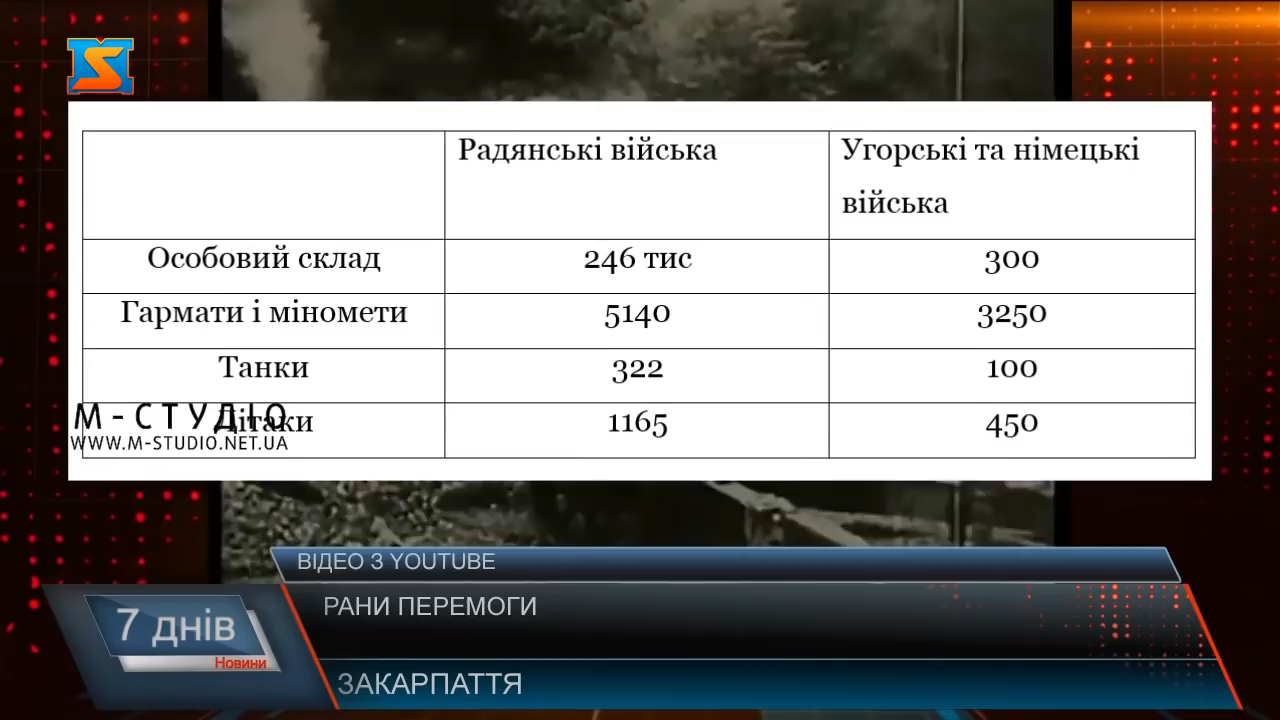 Радянські війська Угорські та німецькі
війська
Особовий склад 246 тис 300
Гармати і міномети 5140 3250
Танки 322 100
М-СТУДІО
Літаки 1165 450
WWW.M-STUDIO.NET.UA
ВІДЕО З YOUTUBE
РАНИ ПЕРЕМОГИ
7 днів
Новини
ЗАКАРПАТТЯ